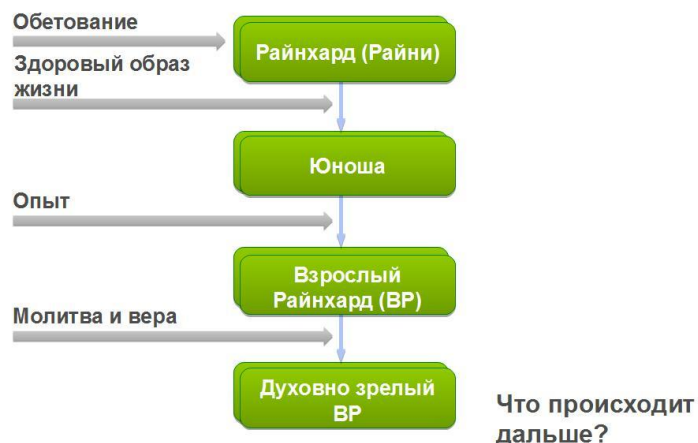 Обетование
Райнхард (Райни)
Здоровый образ
жизни
Юноша
Опыт
Взрослый
Райнхард (ВР)
Молитва и вера
Духовно зрелый
ВР
Что происходит
дальше?